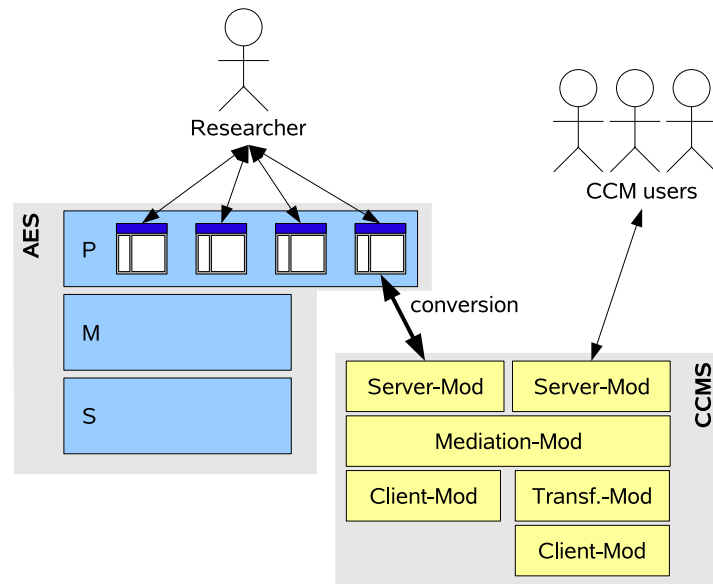 Researcher
CCM users
AES
P
conversion
M
S
CCMS
Server-Mod
Server-Mod
Mediation-Mod
Client-Mod
Transf.-Mod
Client-Mod